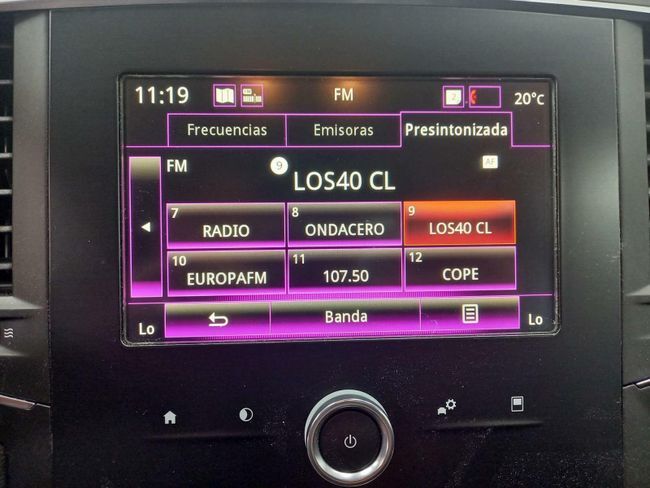 11:19 FM 20°C
Frecuencias Emisoras Presintonizada
FM 9 AF
LOS40 CL
7 RADIO 8 ONDACERO 9 LOS40 CL
10 EUROPAFM 11 107.50 12 COPE
Lo Banda Lo